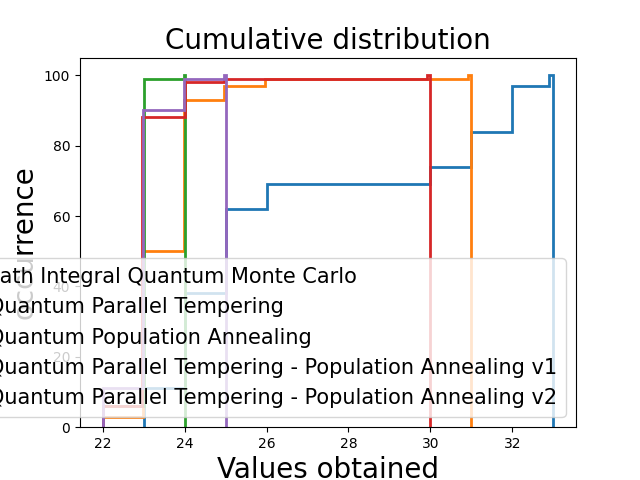 Cumulative distribution
100
80
60
40
20
0
occurrence
ath Integral Quantum Monte Carlo
Quantum Parallel Tempering
Quantum Population Annealing
Quantum Parallel Tempering - Population Annealing v1
Quantum Parallel Tempering - Population Annealing v2
22 24 26 28 30 32
Values obtained